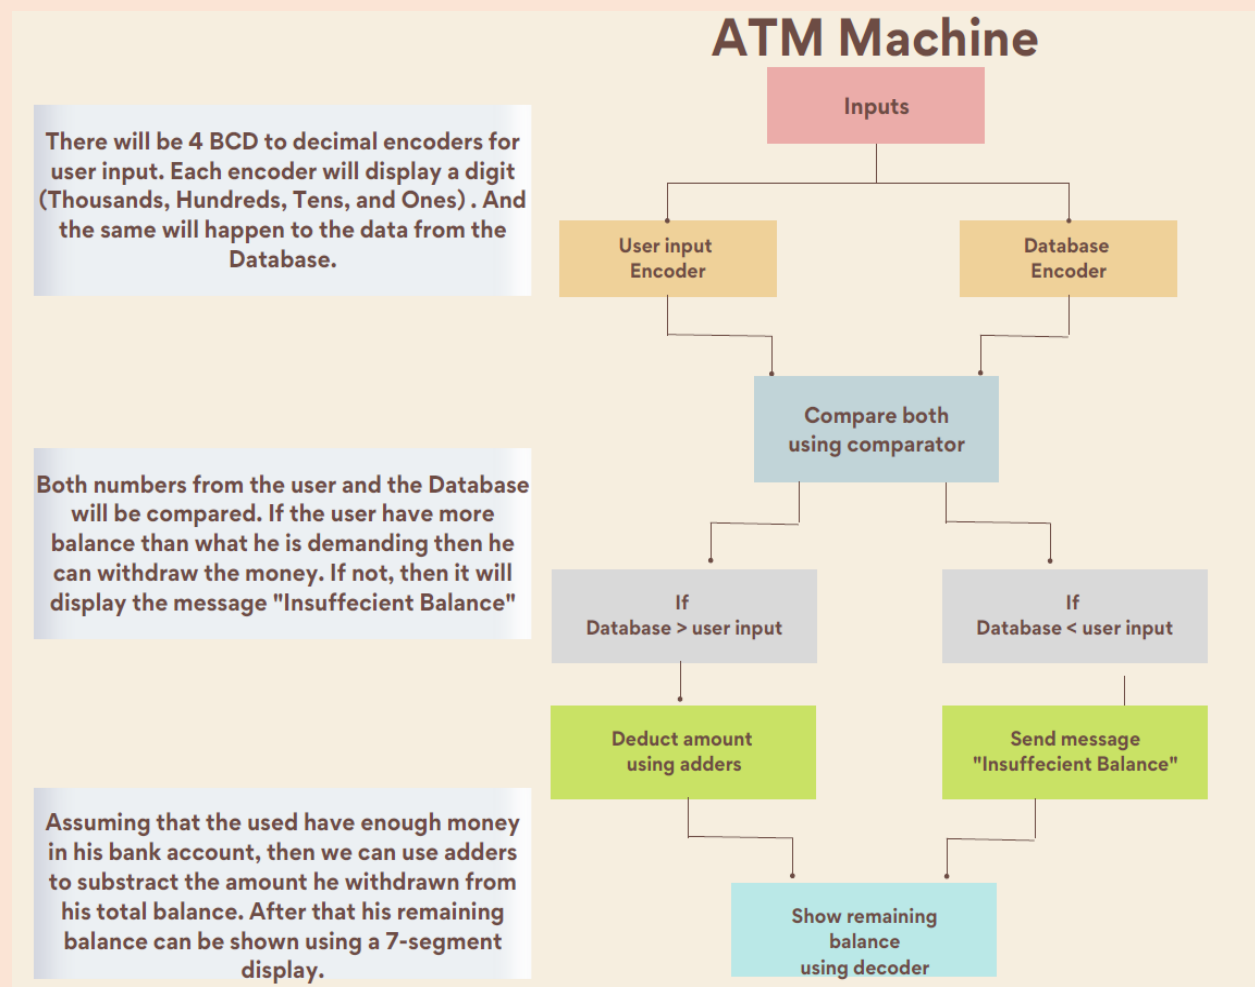 ATM Machine
Inputs
There will be 4 BCD to decimal encoders for
user input. Each encoder will display a digit
(Thousands, Hundreds, Tens, and Ones) . And
the same will happen to the data from the
Database.
User input
Encoder
Database
Encoder
Compare both
using comparator
Both numbers from the user and the Database
will be compared. If the user have more
balance than what he is demanding then he
can withdraw the money. If not, then it will
display the message "Insuffecient Balance"
If
Database > user input
If
Database < user input
Deduct amount
using adders
Send message
"Insuffecient Balance"
Assuming that the used have enough money
in his bank account, then we can use adders
to substract the amount he withdrawn from
his total balance. After that his remaining
balance can be shown using a 7-segment
display.
Show remaining
balance
using decoder